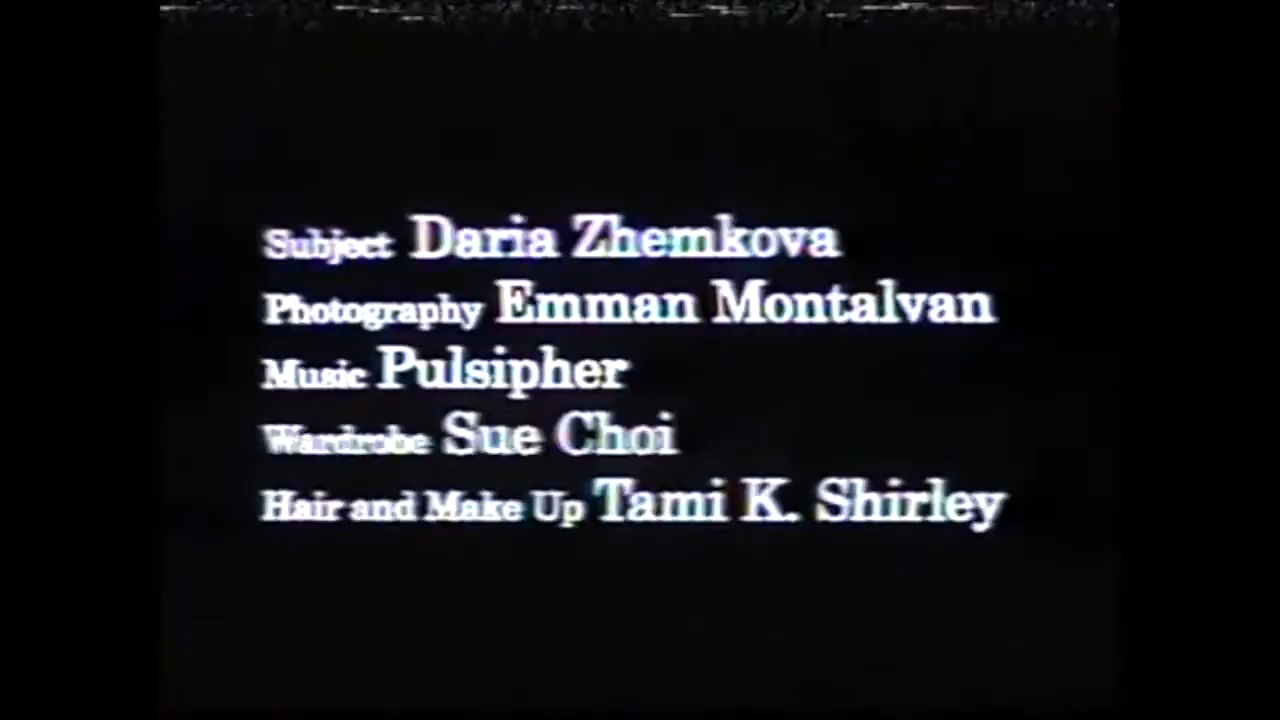 Subject Daria Zhemkova
Photography Emman Montalvan
Music Pulsipher
Wardrobe Sue Choi
Hair and Make Up Tami K. Shirley